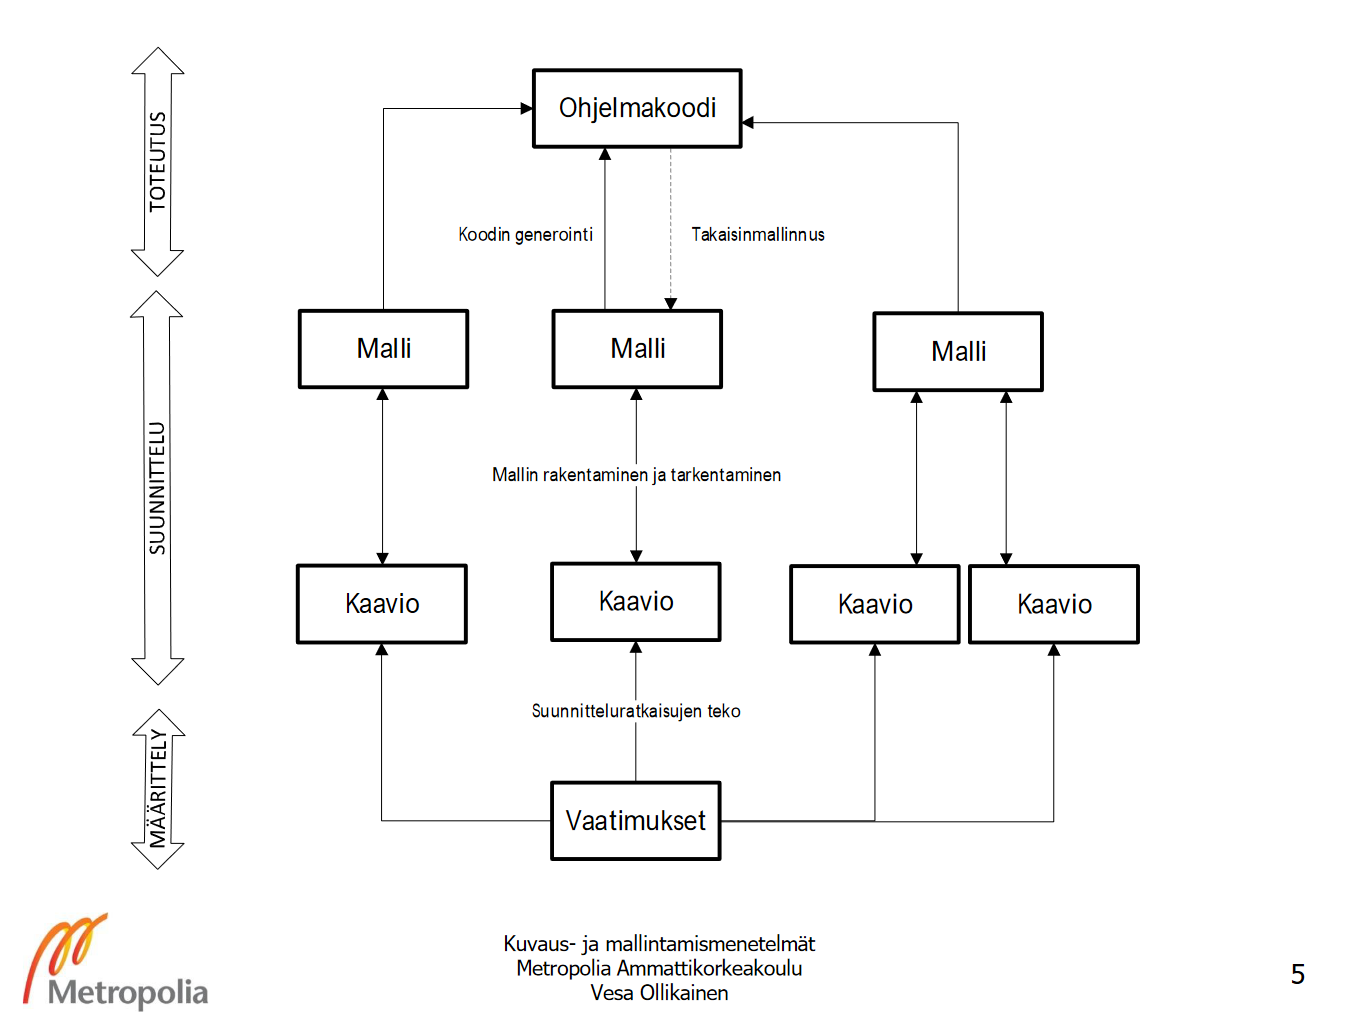 TOTEUTUS
Ohjelmakoodi
Koodin generointi
Takaisinmallinnus
SUUNNITTELU
Malli
Malli
Malli
Mallin rakentaminen ja tarkentaminen
Kaavio
Kaavio
Kaavio
Kaavio
Suunnitteluratkaisujen teko
MÄÄRITTELY
Vaatimukset
Metropolia
Kuvaus- ja mallintamismenetelmät
Metropolia Ammattikorkeakoulu
Vesa Ollikainen
5